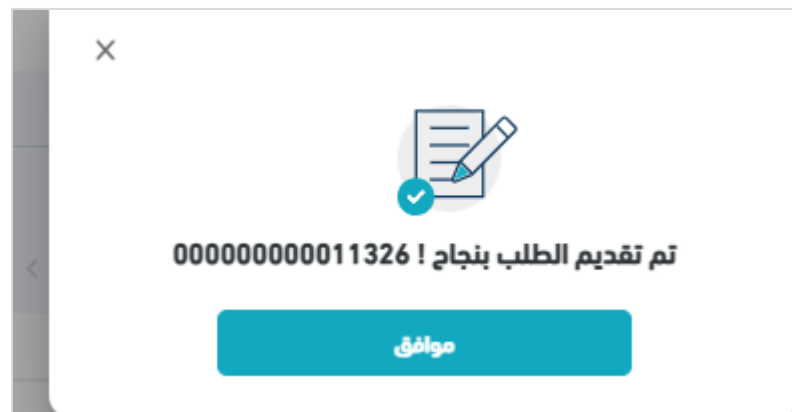 تم تقديم الطلب بنجاح ! 000000000011326
موافق